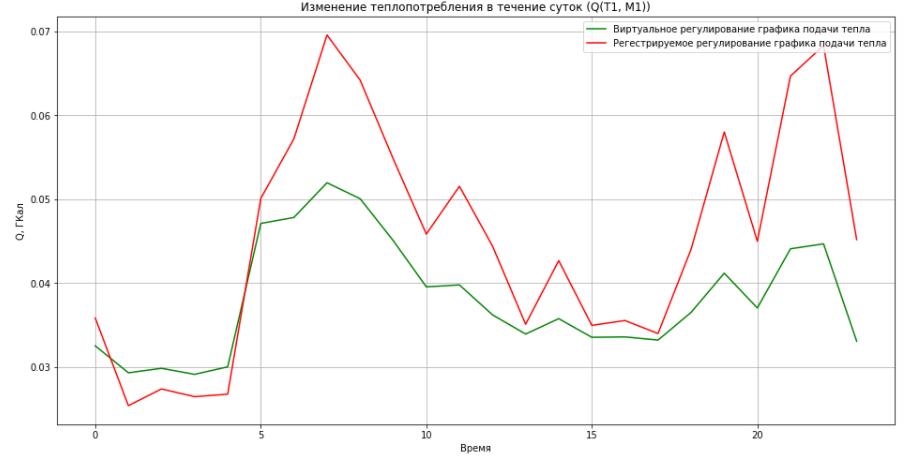 Изменение теплопотребления в течение суток (Q(T1, M1))
Виртуальное регулирование графика подачи тепла
Регестрируемое регулирование графика подачи тепла
0.07
0.06
0.05
0.04
0.03
Q, ГКал
0
5
10
15
20
Время